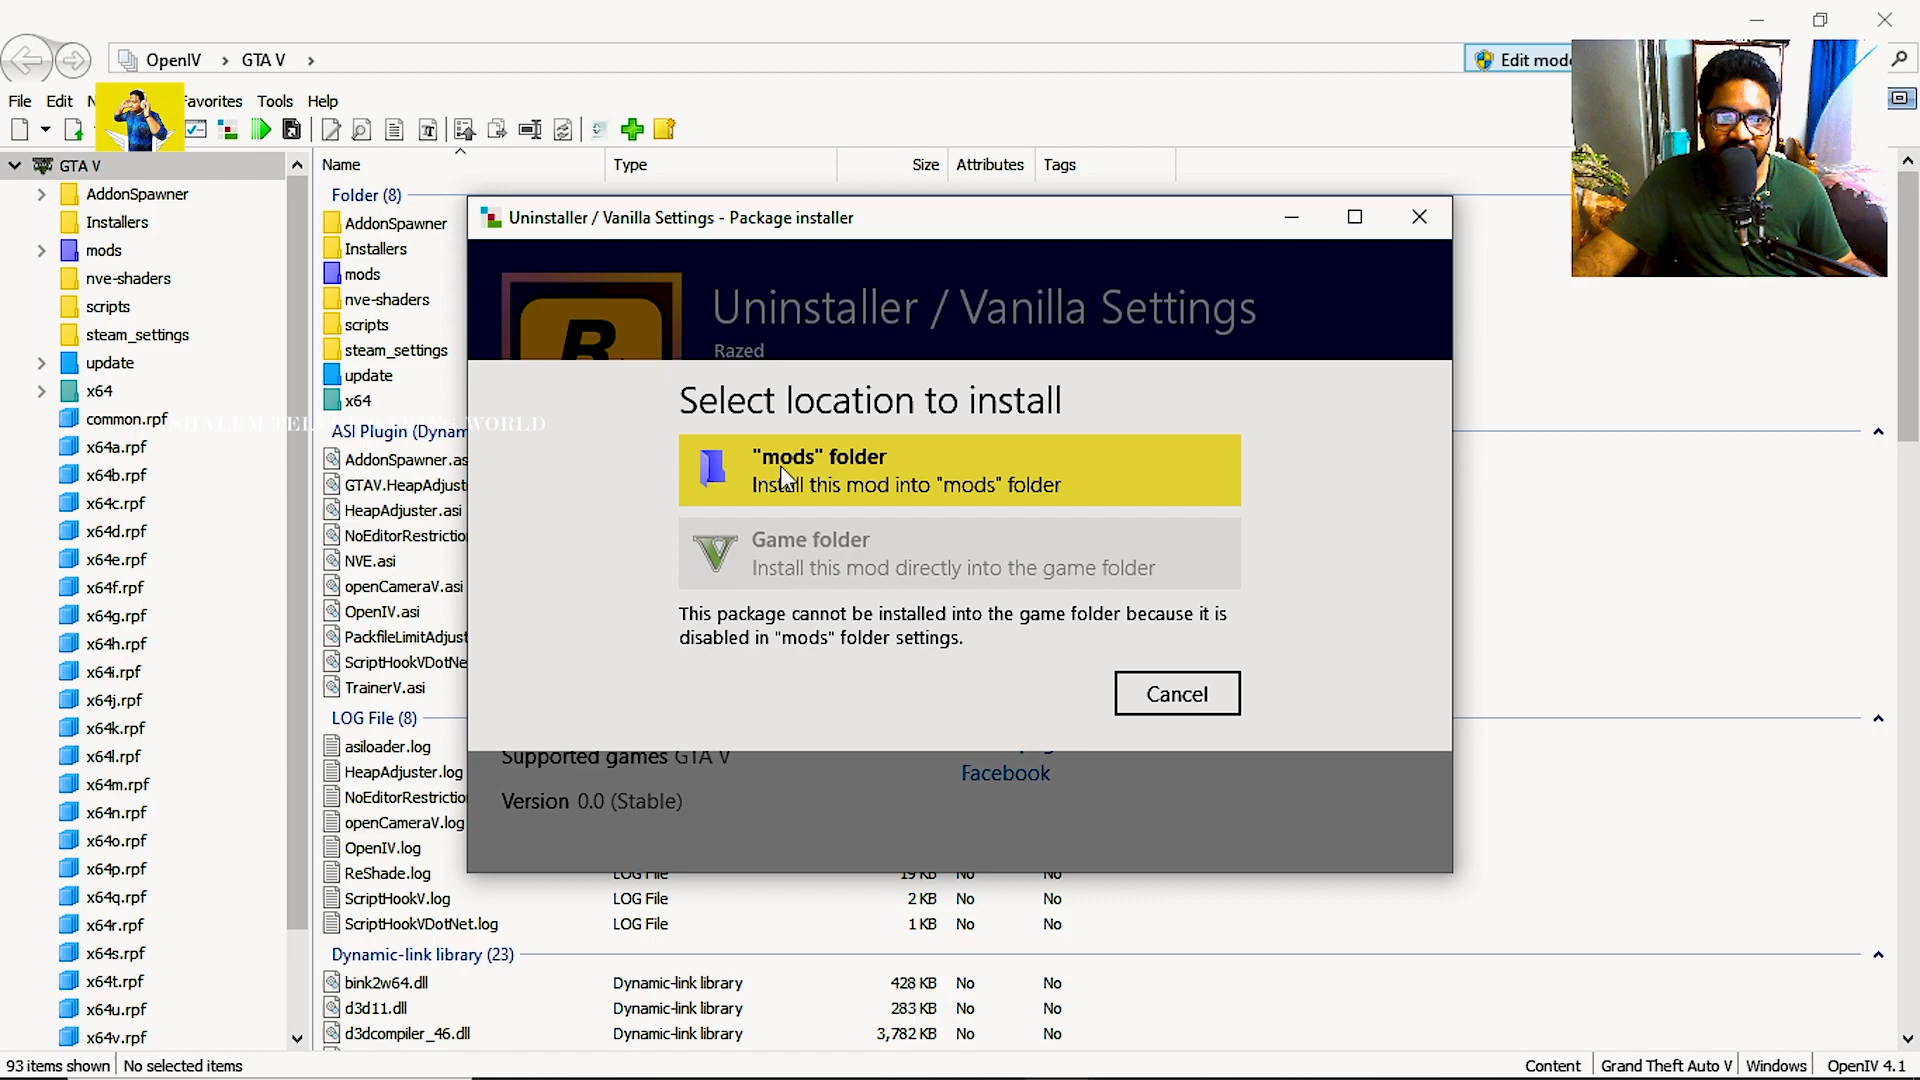 OpenIV
GTA V
Edit mode
File Edit
avorites Tools Help
GTA V
AddonSpawner
Installers
mods
nve-shaders
scripts
steam_settings
update
x64
common.rpf
x64a.rpf
x64b.rpf
x64c.rpf
x64d.rpf
x64e.rpf
x64f.rpf
x64g.rpf
x64h.rpf
x64i.rpf
x64j.rpf
x64k.rpf
x64l.rpf
x64m.rpf
x64n.rpf
x64o.rpf
x64p.rpf
x64q.rpf
x64r.rpf
x64s.rpf
x64t.rpf
x64u.rpf
x64v.rpf
Name Type Size Attributes Tags
Folder (8)
AddonSpawner
Installers
mods
nve-shaders
scripts
steam_settings
update
x64
ASI Plugin (Dynam
WORLD
AddonSpawner.as
GTAV.HeapAdjust
HeapAdjuster.asi
NoEditorRestrictio
NVE.asi
openCameraV.asi
OpenIV.asi
PackfileLimitAdjust
ScriptHookVDotNe
TrainerV.asi
LOG File (8)
asiloader.log
HeapAdjuster.log
NoEditorRestrictio
openCameraV.log
OpenIV.log
ReShade.log LOG File 19 KB No No
ScriptHookV.log LOG File 2 KB No No
ScriptHookVDotNet.log LOG File 1 KB No No
Dynamic-link library (23)
bink2w64.dll Dynamic-link library 428 KB No No
d3d11.dll Dynamic-link library 283 KB No No
d3dcompiler_46.dll Dynamic-link library 3,782 KB No No
Uninstaller / Vanilla Settings - Package installer
R
Uninstaller / Vanilla Settings
Razed
Select location to install
"mods" folder
Install this mod into "mods" folder
Game folder
Install this mod directly into the game folder
This package cannot be installed into the game folder because it is
disabled in "mods" folder settings.
Cancel
Supported games GTA V
Facebook
Version 0.0 (Stable)
93 items shown No selected items
Content Grand Theft Auto V Windows OpenIV 4.1